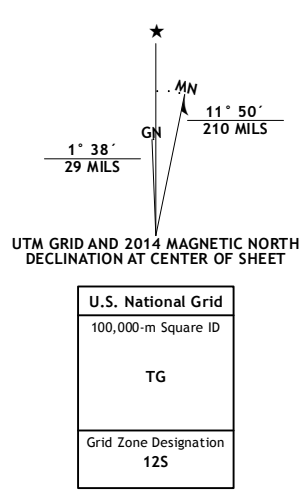 ★
MN
11° 50´
210 MILS
GN
1° 38´
29 MILS
UTM GRID AND 2014 MAGNETIC NORTH
DECLINATION AT CENTER OF SHEET
U.S. National Grid
100,000-m Square ID
TG
Grid Zone Designation
12S